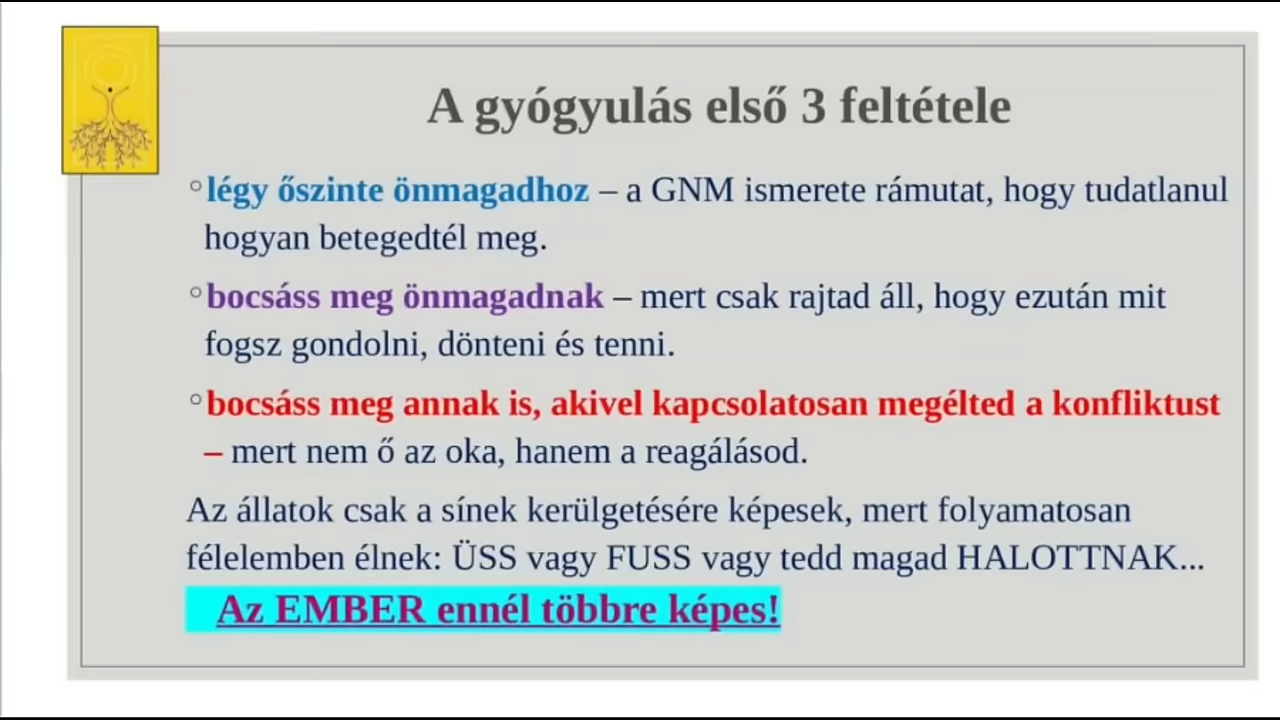 A gyógyulás első 3 feltétele
°légy őszinte önmagadhoz – a GNM ismerete rámutat, hogy tudatlanul
hogyan betegedtél meg.
°bocsáss meg önmagadnak – mert csak rajtad áll, hogy ezután mit
fogsz gondolni, dönteni és tenni.
°bocsáss meg annak is, akivel kapcsolatosan megélted a konfliktust
– mert nem ő az oka, hanem a reagálásod.
Az állatok csak a sínek kerülgetésére képesek, mert folyamatosan
félelemben élnek: ÜSS vagy FUSS vagy tedd magad HALOTTNAK...
Az EMBER ennél többre képes!